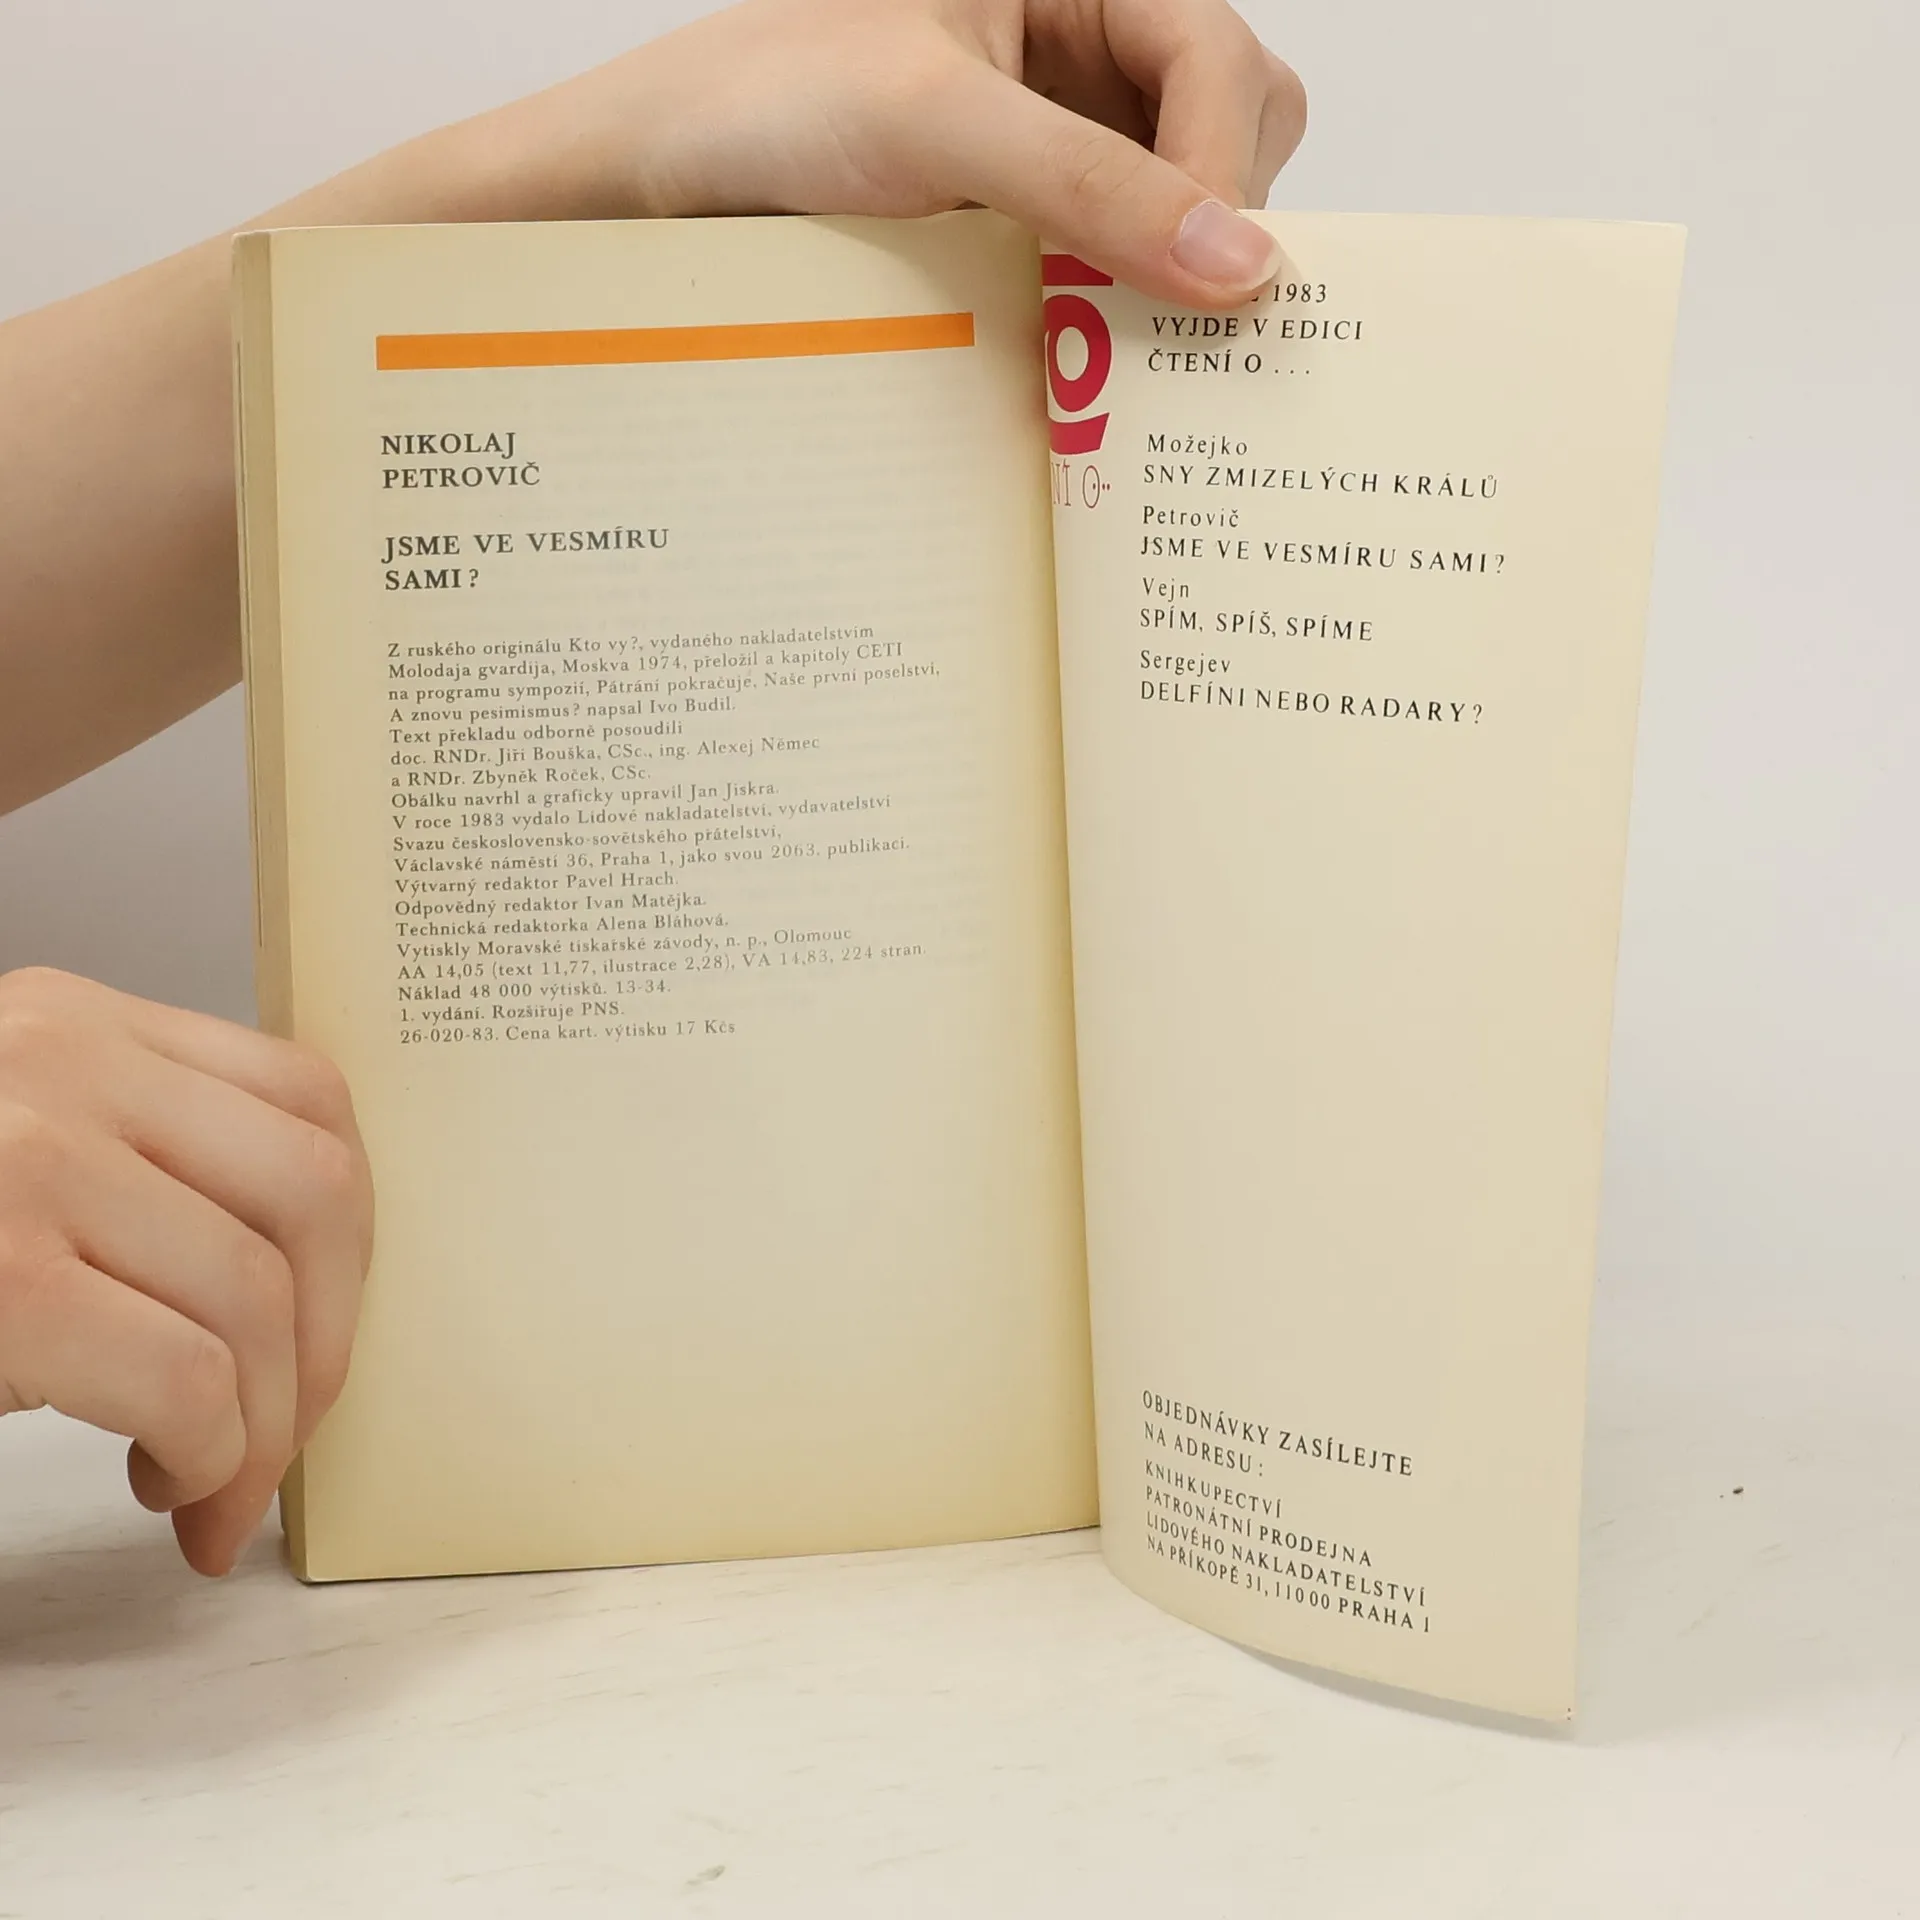 NIKOLAJ
PETROVIČ
JSME VE VESMÍRU
SAMI?
Z ruského originálu Kto vy?, vydaného nakladatelstvím
Molodaja gvardija, Moskva 1974, přeložil a kapitoly CETI
na programu sympozií, Pátrání pokračuje, Naše první poselství,
A znovu pesimismus? napsal Ivo Budil.
Text překladu odborně posoudili
doc. RNDr. Jiří Bouška, CSc., ing. Alexej Němec
a RNDr. Zbyněk Roček, CSc.
Obálku navrhl a graficky upravil Jan Jiskra.
V roce 1983 vydalo Lidové nakladatelství, vydavatelství
Svazu československo-sovětského přátelství,
Václavské náměstí 36, Praha 1, jako svou 2063. publikaci.
Výtvarný redaktor Pavel Hrach.
Odpovědný redaktor Ivan Matějka.
Technická redaktorka Alena Bláhová.
Vytiskly Moravské tiskařské závody, n. p., Olomouc
AA 14,05 (text 11,77, ilustrace 2,28), VA 14,83, 224 stran.
Náklad 48 000 výtisků. 13-34.
1. vydání. Rozšiřuje PNS.
26-020-83. Cena kart. výtisku 17 Kčs
NÍ O..
1983
VYJDE V EDICI
ČTENÍ O ...
Možejko
SNY ZMIZELÝCH KRÁLŮ
Petrovič
JSME VE VESMÍRU SAMI?
Vejn
SPÍM, SPÍŠ, SPÍME
Sergejev
DELFÍNI NEBO RADARY?
OBJEDNÁVKY ZASÍLEJTE
NA ADRESU:
KNIHKUPECTVÍ
PATRONÁTNÍ PRODEJNA
LIDOVÉHO NAKLADATELSTVÍ
NA PŘÍKOPĚ 31, 110 00 PRAHA 1